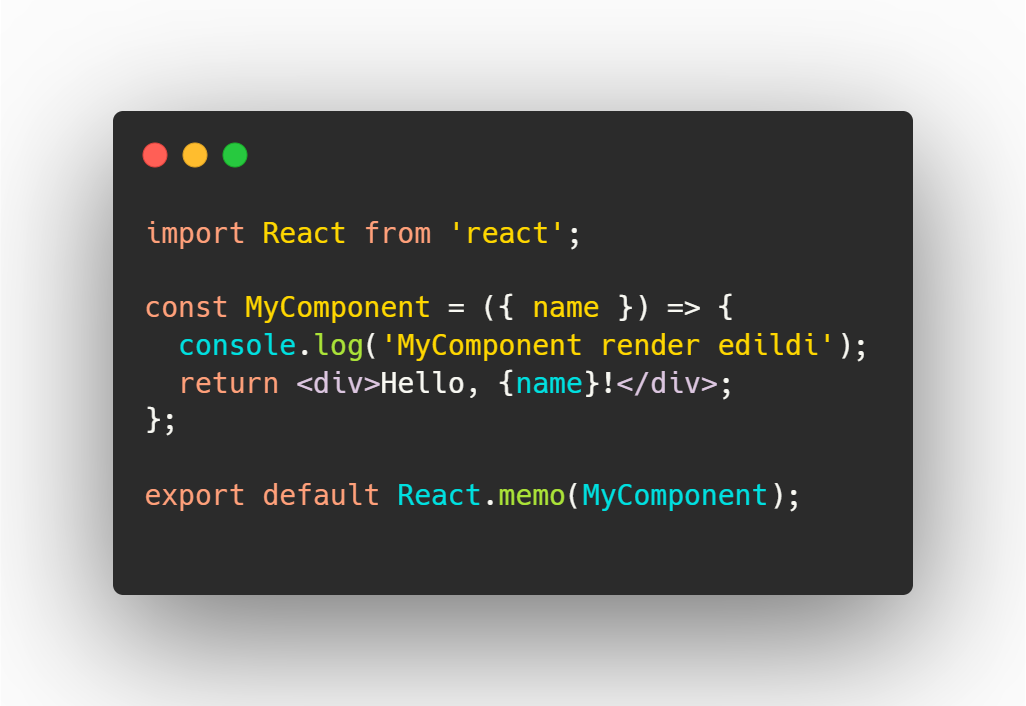 import React from 'react';
const MyComponent = ({ name }) => {
console.log('MyComponent render edildi');
return <div>Hello, {name}!</div>;
};
export default React.memo(MyComponent);